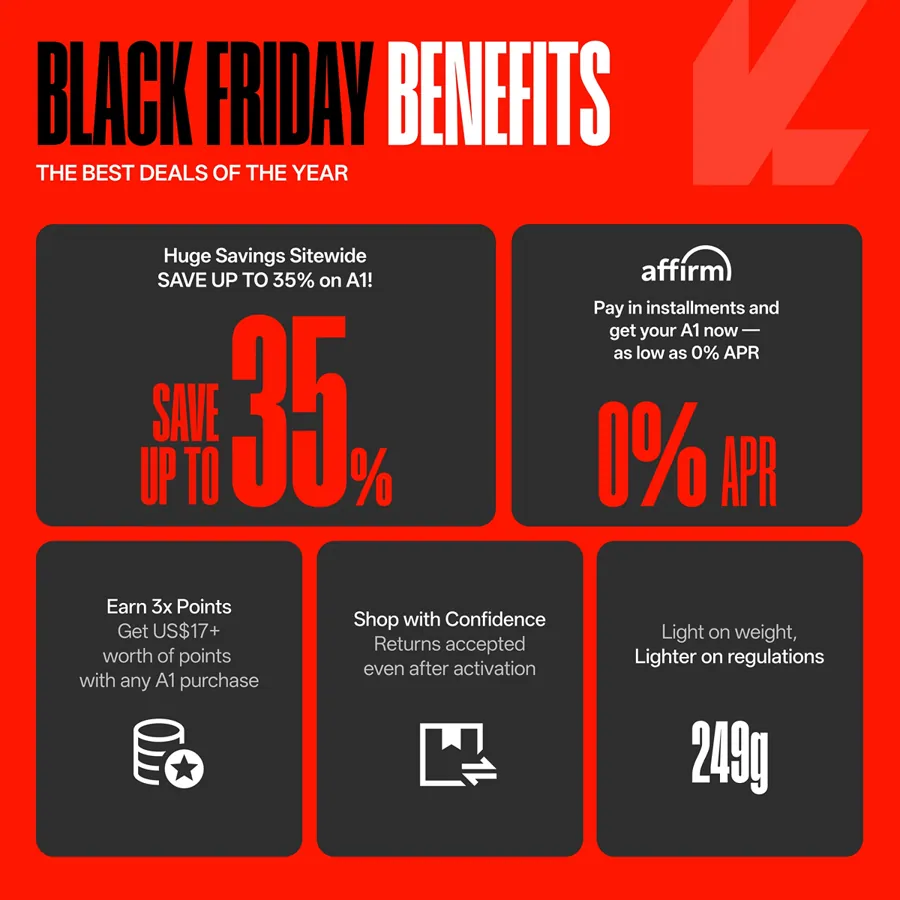 BLACK FRIDAY BENEFITS
THE BEST DEALS OF THE YEAR
Huge Savings Sitewide
SAVE UP TO 35% on A1!
SAVE
UP TO
35%
affirm
Pay in installments and
get your A1 now —
as low as 0% APR
0% APR
Earn 3x Points
Get US$17+
worth of points
with any A1 purchase
Shop with Confidence
Returns accepted
even after activation
Light on weight,
Lighter on regulations
249g